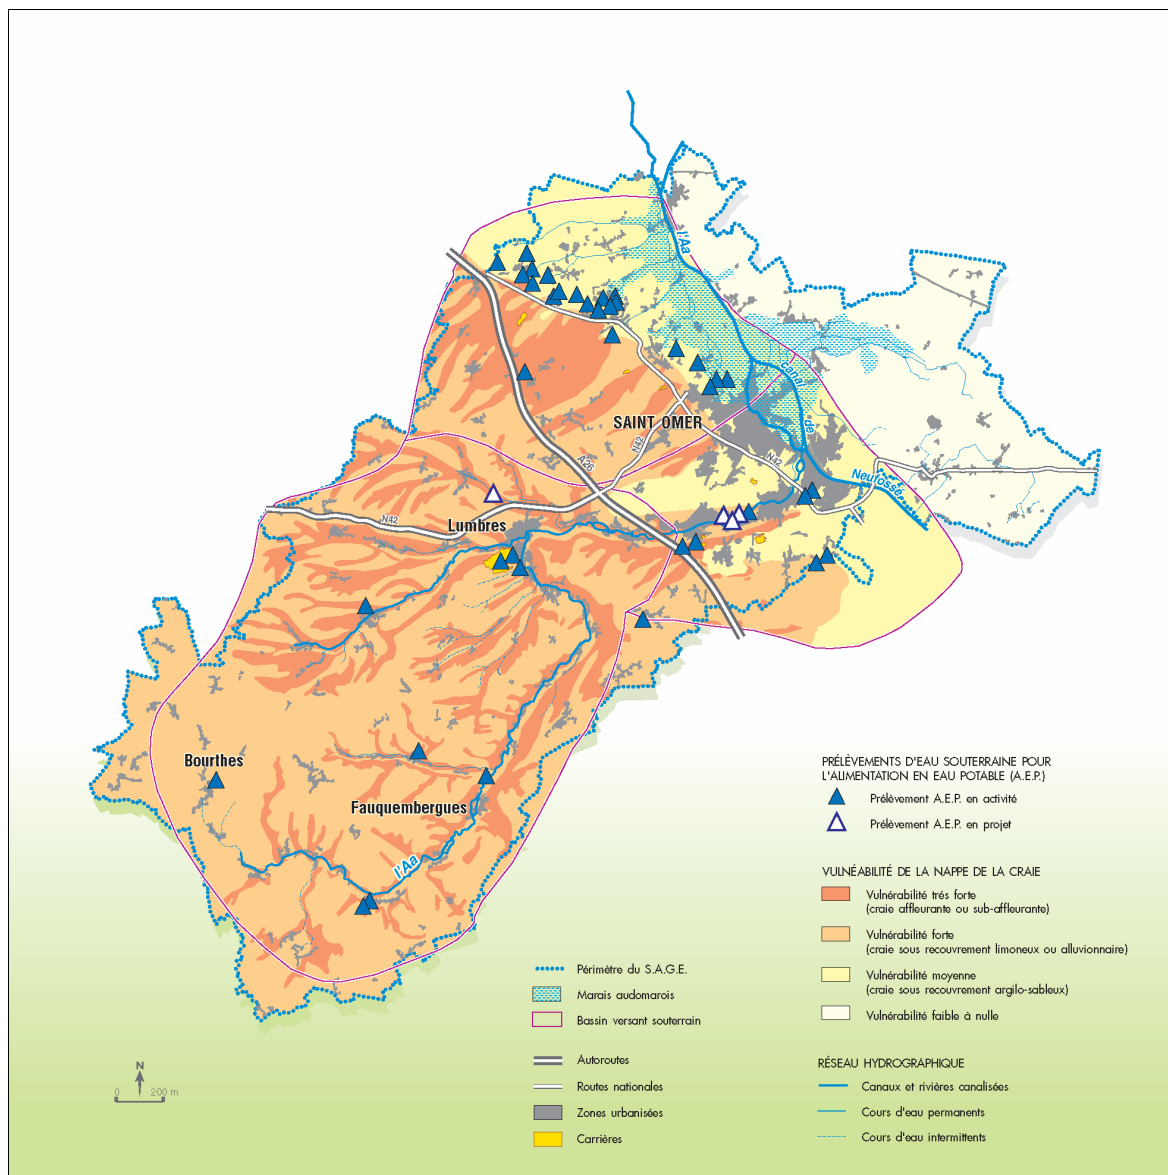 l'Aa
Canal de
Neufossé
SAINT OMER
N42
A26
N42
N42
Lumbres
Bourthes
Fauquembergues
l'Aa
PRÉLÈVEMENTS D'EAU SOUTERRAINE POUR
L'ALIMENTATION EN EAU POTABLE (A.E.P.)
Prélèvement A.E.P. en activité
Prélèvement A.E.P. en projet
VULNÉABILITÉ DE LA NAPPE DE LA CRAIE
Vulnérabilité trés forte
(craie affleurante ou sub-affleurante)
Vulnérabilité forte
(craie sous recouvrement limoneux ou alluvionnaire)
Vulnérabilité moyenne
(craie sous recouvrement argilo-sableux)
Vulnérabilité faible à nulle
Périmètre du S.A.G.E.
Marais audomarois
Bassin versant souterrain
Autoroutes
Routes nationales
Zones urbanisées
Carrières
RÉSEAU HYDROGRAPHIQUE
Canaux et rivières canalisées
Cours d'eau permanents
Cours d'eau intermittents
N
0 200 m